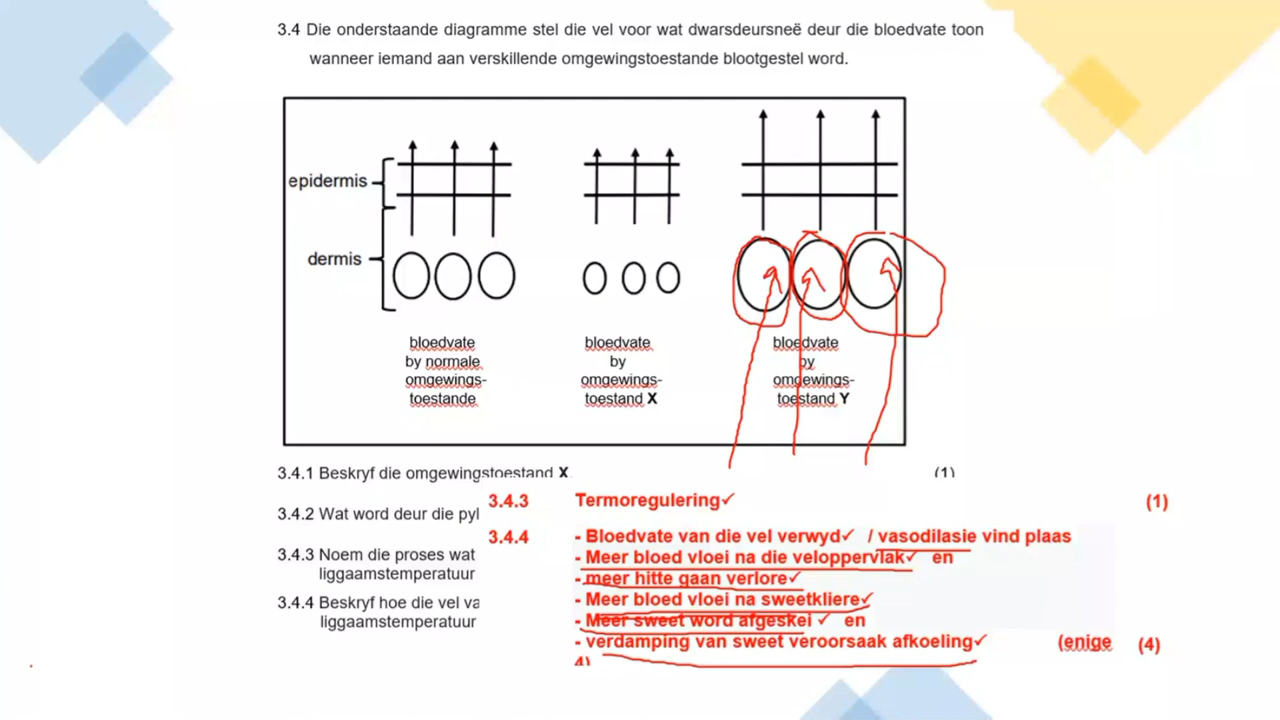 3.4 Die onderstaande diagramme stel die vel voor wat dwarsdeursneë deur die bloedvate toon
wanneer iemand aan verskillende omgewingstoestande blootgestel word.
epidermis
dermis
bloedvate
by normale
omgewings-
toestande
bloedvate
by
omgewings-
toestand X
bloedvate
by
omgewings-
toestand Y
3.4.1 Beskryf die omgewingstoestand X (1)
3.4.2 Wat word deur die pyl
3.4.3 Noem die proses wat
liggaamstemperatuur
3.4.4 Beskryf hoe die vel va
liggaamstemperatuur
3.4.3 Termoregulering✓ (1)
3.4.4 - Bloedvate van die vel verwyd✓ / vasodilasie vind plaas
- Meer bloed vloei na die veloppervlak✓ en
- meer hitte gaan verlore✓
- Meer bloed vloei na sweetkliere✓
- Meer sweet word afgeskei ✓ en
- verdamping van sweet veroorsaak afkoeling✓ (enige (4)
4)